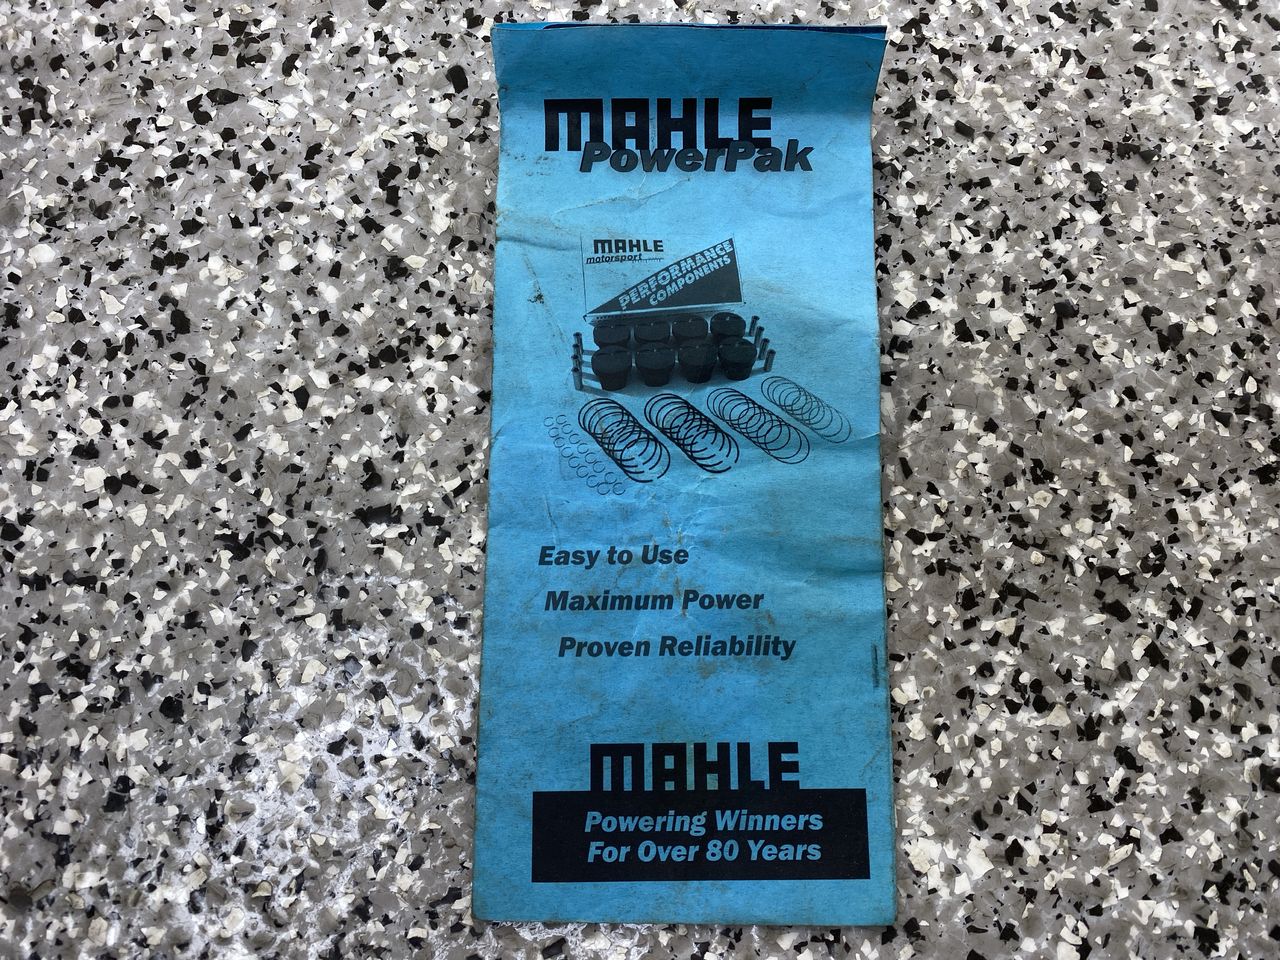 MAHLE
PowerPak
MAHLE
motorsport
PERFORMANCE
COMPONENTS
Easy to Use
Maximum Power
Proven Reliability
MAHLE
Powering Winners
For Over 80 Years